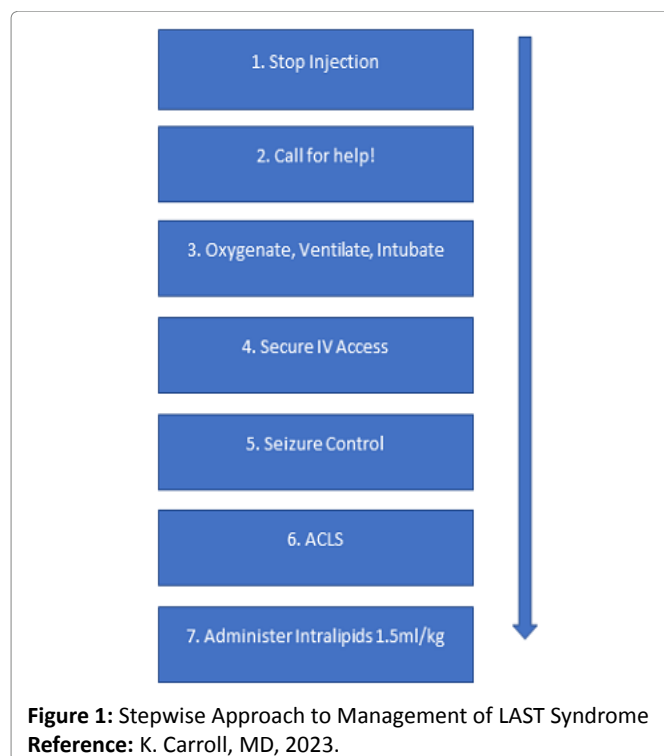 1. Stop Injection
2. Call for help!
3. Oxygenate, Ventilate, Intubate
4. Secure IV Access
5. Seizure Control
6. ACLS
7. Administer Intralipids 1.5ml/kg
Figure 1: Stepwise Approach to Management of LAST Syndrome
Reference: K. Carroll, MD, 2023.